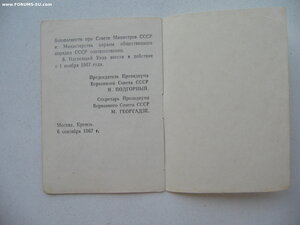 WWW.FORUMS-SU.COM
безопасности при Совете Министров СССР
и Министерства охраны общественного
порядка СССР
8. Настоящий Указ ввести в действие
с 1 ноября 1967 года.
Председатель Президиума
Верховного Совета СССР
Н. ПОДГОРНЫЙ.
Секретарь Президиума
Верховного Совета СССР
М. ГЕОРГАДЗЕ.
Москва, Кремль.
6 сентября 1967 г.